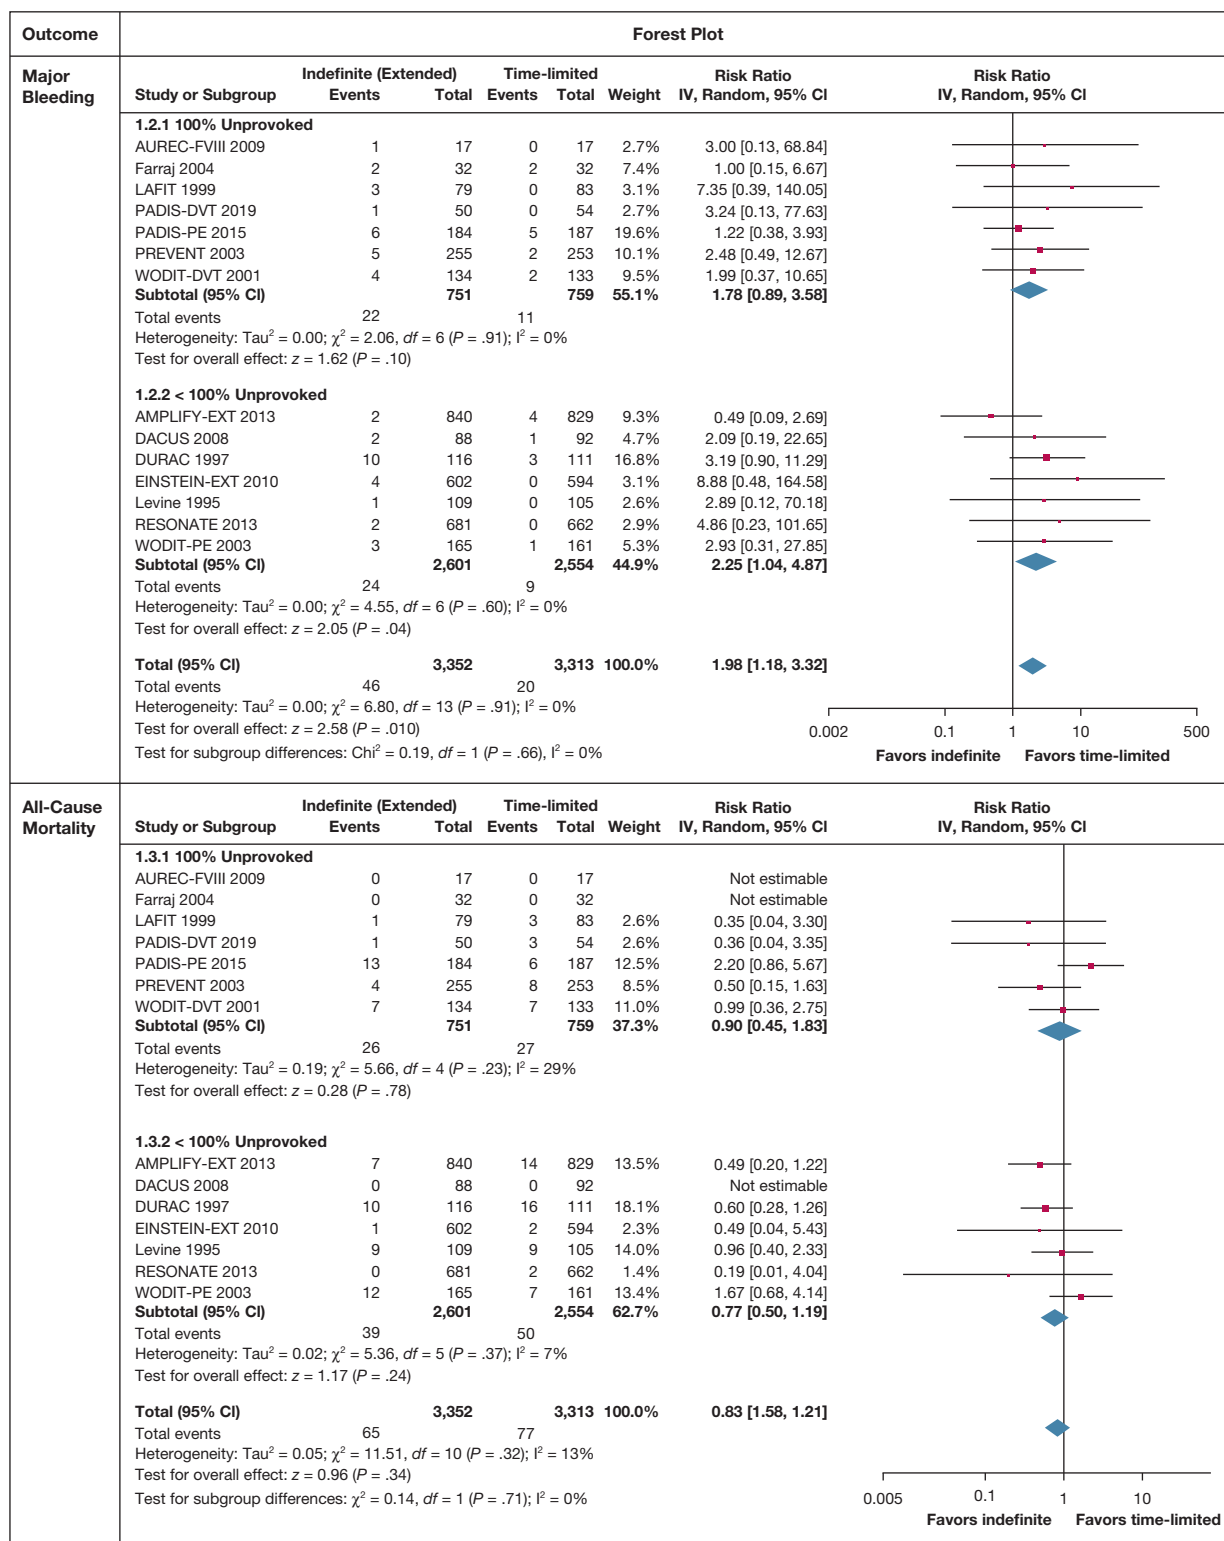 Outcome Forest Plot
Major Bleeding
Indefinite (Extended) Time-limited Risk Ratio Risk Ratio
Study or Subgroup Events Total Events Total Weight IV, Random, 95% CI IV, Random, 95% CI
1.2.1 100% Unprovoked
AUREC-FVIII 2009 1 17 0 17 2.7% 3.00 [0.13, 68.84]
Farraj 2004 2 32 2 32 7.4% 1.00 [0.15, 6.67]
LAFIT 1999 3 79 0 83 3.1% 7.35 [0.39, 140.05]
PADIS-DVT 2019 1 50 0 54 2.7% 3.24 [0.13, 77.63]
PADIS-PE 2015 6 184 5 187 19.6% 1.22 [0.38, 3.93]
PREVENT 2003 5 255 2 253 10.1% 2.48 [0.49, 12.67]
WODIT-DVT 2001 4 134 2 133 9.5% 1.99 [0.37, 10.65]
Subtotal (95% CI) 751 759 55.1% 1.78 [0.89, 3.58]
Total events 22 11
Heterogeneity: Tau² = 0.00; χ² = 2.06, df = 6 (P = .91); I² = 0%
Test for overall effect: z = 1.62 (P = .10)
1.2.2 < 100% Unprovoked
AMPLIFY-EXT 2013 2 840 4 829 9.3% 0.49 [0.09, 2.69]
DACUS 2008 2 88 1 92 4.7% 2.09 [0.19, 22.65]
DURAC 1997 10 116 3 111 16.8% 3.19 [0.90, 11.29]
EINSTEIN-EXT 2010 4 602 0 594 3.1% 8.88 [0.48, 164.58]
Levine 1995 1 109 0 105 2.6% 2.89 [0.12, 70.18]
RESONATE 2013 2 681 0 662 2.9% 4.86 [0.23, 101.65]
WODIT-PE 2003 3 165 1 161 5.3% 2.93 [0.31, 27.85]
Subtotal (95% CI) 2,601 2,554 44.9% 2.25 [1.04, 4.87]
Total events 24 9
Heterogeneity: Tau² = 0.00; χ² = 4.55, df = 6 (P = .60); I² = 0%
Test for overall effect: z = 2.05 (P = .04)
Total (95% CI) 3,352 3,313 100.0% 1.98 [1.18, 3.32]
Total events 46 20
Heterogeneity: Tau² = 0.00; χ² = 6.80, df = 13 (P = .91); I² = 0%
Test for overall effect: z = 2.58 (P = .010)
Test for subgroup differences: Chi² = 0.19, df = 1 (P = .66), I² = 0%
0.002 0.1 1 10 500
Favors indefinite Favors time-limited
All-Cause Mortality
Indefinite (Extended) Time-limited Risk Ratio Risk Ratio
Study or Subgroup Events Total Events Total Weight IV, Random, 95% CI IV, Random, 95% CI
1.3.1 100% Unprovoked
AUREC-FVIII 2009 0 17 0 17 Not estimable
Farraj 2004 0 32 0 32 Not estimable
LAFIT 1999 1 79 3 83 2.6% 0.35 [0.04, 3.30]
PADIS-DVT 2019 1 50 3 54 2.6% 0.36 [0.04, 3.35]
PADIS-PE 2015 13 184 6 187 12.5% 2.20 [0.86, 5.67]
PREVENT 2003 4 255 8 253 8.5% 0.50 [0.15, 1.63]
WODIT-DVT 2001 7 134 7 133 11.0% 0.99 [0.36, 2.75]
Subtotal (95% CI) 751 759 37.3% 0.90 [0.45, 1.83]
Total events 26 27
Heterogeneity: Tau² = 0.19; χ² = 5.66, df = 4 (P = .23); I² = 29%
Test for overall effect: z = 0.28 (P = .78)
1.3.2 < 100% Unprovoked
AMPLIFY-EXT 2013 7 840 14 829 13.5% 0.49 [0.20, 1.22]
DACUS 2008 0 88 0 92 Not estimable
DURAC 1997 10 116 16 111 18.1% 0.60 [0.28, 1.26]
EINSTEIN-EXT 2010 1 602 2 594 2.3% 0.49 [0.04, 5.43]
Levine 1995 9 109 9 105 14.0% 0.96 [0.40, 2.33]
RESONATE 2013 0 681 2 662 1.4% 0.19 [0.01, 4.04]
WODIT-PE 2003 12 165 7 161 13.4% 1.67 [0.68, 4.14]
Subtotal (95% CI) 2,601 2,554 62.7% 0.77 [0.50, 1.19]
Total events 39 50
Heterogeneity: Tau² = 0.02; χ² = 5.36, df = 5 (P = .37); I² = 7%
Test for overall effect: z = 1.17 (P = .24)
Total (95% CI) 3,352 3,313 100.0% 0.83 [1.58, 1.21]
Total events 65 77
Heterogeneity: Tau² = 0.05; χ² = 11.51, df = 10 (P = .32); I² = 13%
Test for overall effect: z = 0.96 (P = .34)
Test for subgroup differences: χ² = 0.14, df = 1 (P = .71); I² = 0%
0.005 0.1 1 10
Favors indefinite Favors time-limited